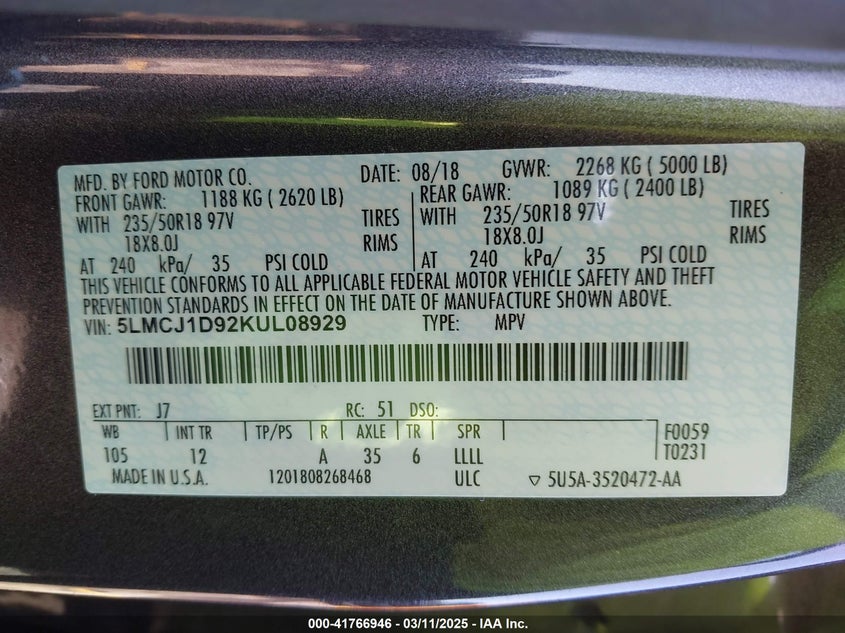 MFD. BY FORD MOTOR CO. DATE: 08/18 GVWR: 2268 KG ( 5000 LB)
FRONT GAWR: 1188 KG ( 2620 LB) REAR GAWR: 1089 KG ( 2400 LB)
WITH 235/50R18 97V TIRES WITH 235/50R18 97V TIRES
18X8.0J RIMS 18X8.0J RIMS
AT 240 kPa/ 35 PSI COLD AT 240 kPa/ 35 PSI COLD
THIS VEHICLE CONFORMS TO ALL APPLICABLE FEDERAL MOTOR VEHICLE SAFETY AND THEFT
PREVENTION STANDARDS IN EFFECT ON THE DATE OF MANUFACTURE SHOWN ABOVE.
VIN: 5LMCJ1D92KUL08929 TYPE: MPV
EXT PNT: J7 RC: 51 DSO:
WB INT TR TP/PS R AXLE TR SPR F0059
105 12 A 35 6 LLLL T0231
MADE IN U.S.A. 1201808268468 ULC ▽ 5U5A-3520472-AA
000-41766946 - 03/11/2025 - IAA Inc.